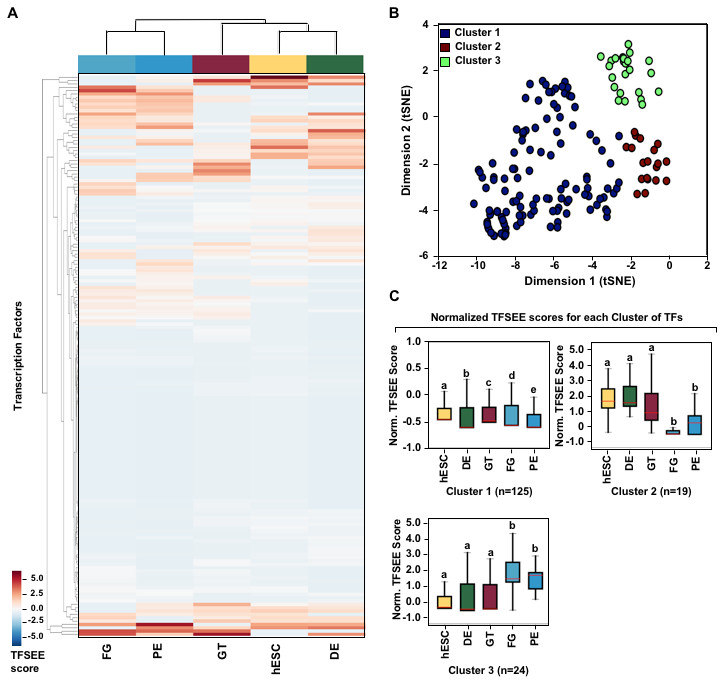 A
Transcription Factors
5.0
2.5
0.0
-2.5
-5.0
TFSEE
score
FG
PE
GT
hESC
DE
B
Cluster 1
Cluster 2
Cluster 3
Dimension 2 (tSNE)
4
2
0
-2
-4
-6
-12
-10
-8
-6
-4
-2
0
2
Dimension 1 (tSNE)
C
Normalized TFSEE scores for each Cluster of TFs
Norm. TFSEE Score
1.0
0.5
0.0
-0.5
-1.0
a
b
c
d
e
hESC
DE
GT
FG
PE
Cluster 1 (n=125)
Norm. TFSEE Score
5.0
4.0
3.0
2.0
1.0
0
-1.0
a
a
a
b
b
hESC
DE
GT
FG
PE
Cluster 2 (n=19)
Norm. TFSEE Score
5.0
4.0
3.0
2.0
1.0
0.0
-1.0
a
a
a
b
b
hESC
DE
GT
FG
PE
Cluster 3 (n=24)